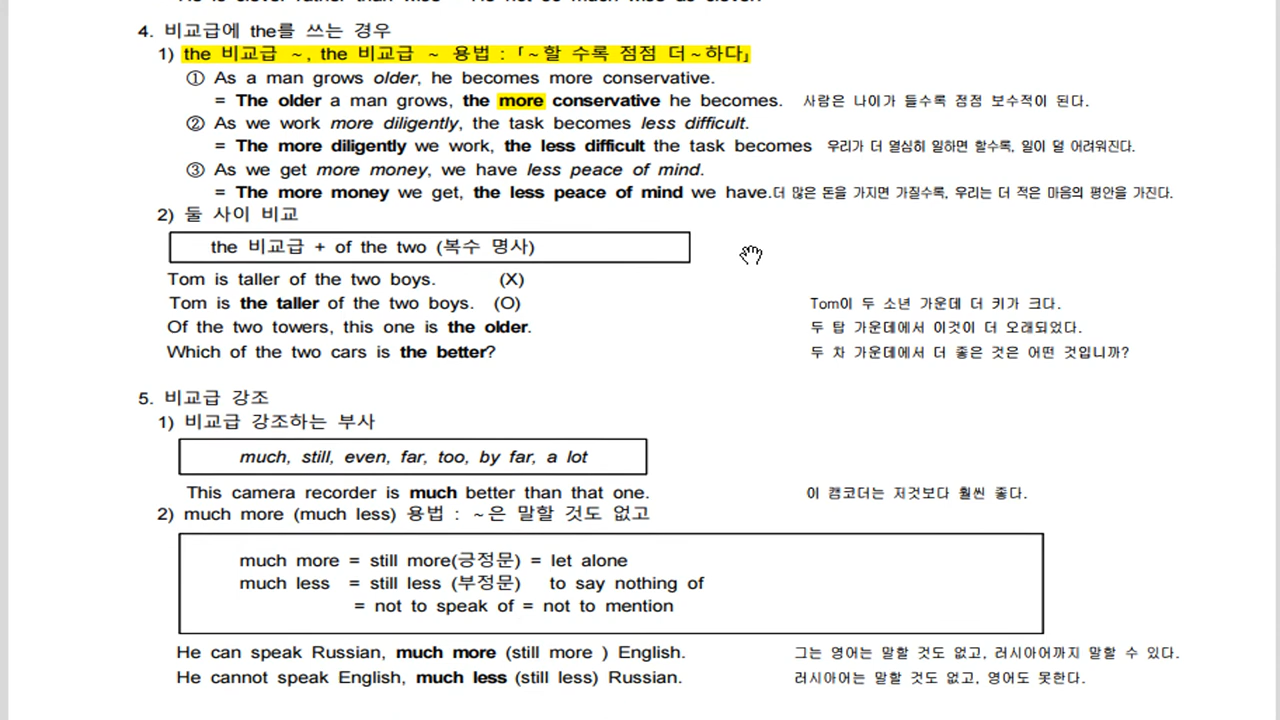 He is clever rather than wise = He not so much wise as clever.
4. 비교급에 the를 쓰는 경우
1) the 비교급 ~, the 비교급 ~ 용법 : 「~할 수록 점점 더~하다」
① As a man grows older, he becomes more conservative.
= The older a man grows, the more conservative he becomes. 사람은 나이가 들수록 점점 보수적이 된다.
② As we work more diligently, the task becomes less difficult.
= The more diligently we work, the less difficult the task becomes 우리가 더 열심히 일하면 할수록, 일이 덜 어려워진다.
③ As we get more money, we have less peace of mind.
= The more money we get, the less peace of mind we have.더 많은 돈을 가지면 가질수록, 우리는 더 적은 마음의 평안을 가진다.
2) 둘 사이 비교
the 비교급 + of the two (복수 명사)
Tom is taller of the two boys. (X)
Tom is the taller of the two boys. (O) Tom이 두 소년 가운데 더 키가 크다.
Of the two towers, this one is the older. 두 탑 가운데에서 이것이 더 오래되었다.
Which of the two cars is the better? 두 차 가운데에서 더 좋은 것은 어떤 것입니까?
5. 비교급 강조
1) 비교급 강조하는 부사
much, still, even, far, too, by far, a lot
This camera recorder is much better than that one. 이 캠코더는 저것보다 훨씬 좋다.
2) much more (much less) 용법 : ~은 말할 것도 없고
much more = still more(긍정문) = let alone
much less = still less (부정문) to say nothing of
= not to speak of = not to mention
He can speak Russian, much more (still more ) English. 그는 영어는 말할 것도 없고, 러시아어까지 말할 수 있다.
He cannot speak English, much less (still less) Russian. 러시아어는 말할 것도 없고, 영어도 못한다.